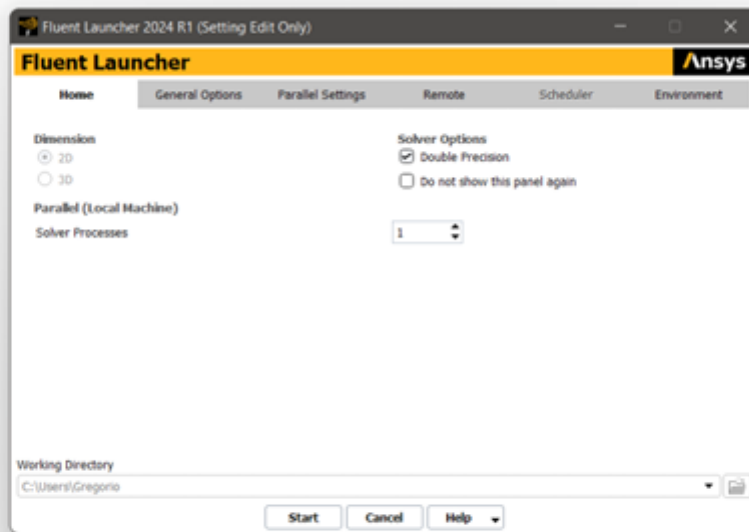 Fluent Launcher 2024 R1 (Setting Edit Only)
Fluent Launcher Ansys
Home General Options Parallel Settings Remote Scheduler Environment
Dimension Solver Options
2D Double Precision
3D Do not show this panel again
Parallel (Local Machine)
Solver Processes 1
Working Directory
C:\Users\Gregorio
Start Cancel Help